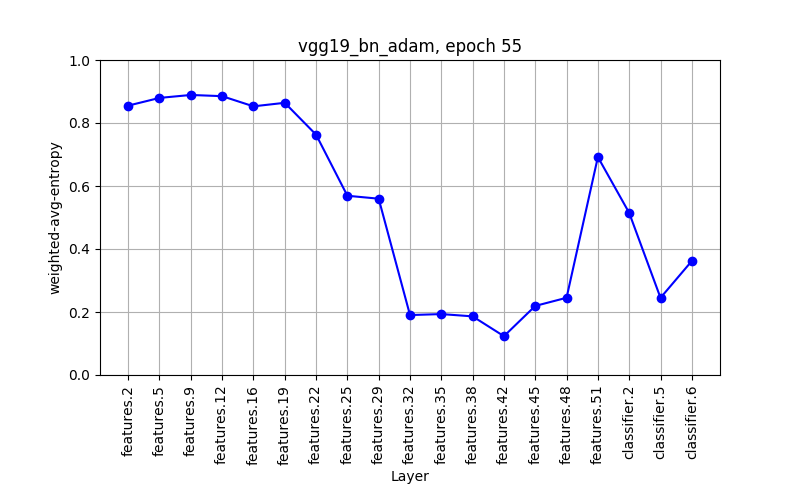 vgg19_bn_adam, epoch 55
weighted-avg-entropy
1.0
0.8
0.6
0.4
0.2
0.0
features.2
features.5
features.9
features.12
features.16
features.19
features.22
features.25
features.29
features.32
features.35
features.38
features.42
features.45
features.48
features.51
classifier.2
classifier.5
classifier.6
Layer